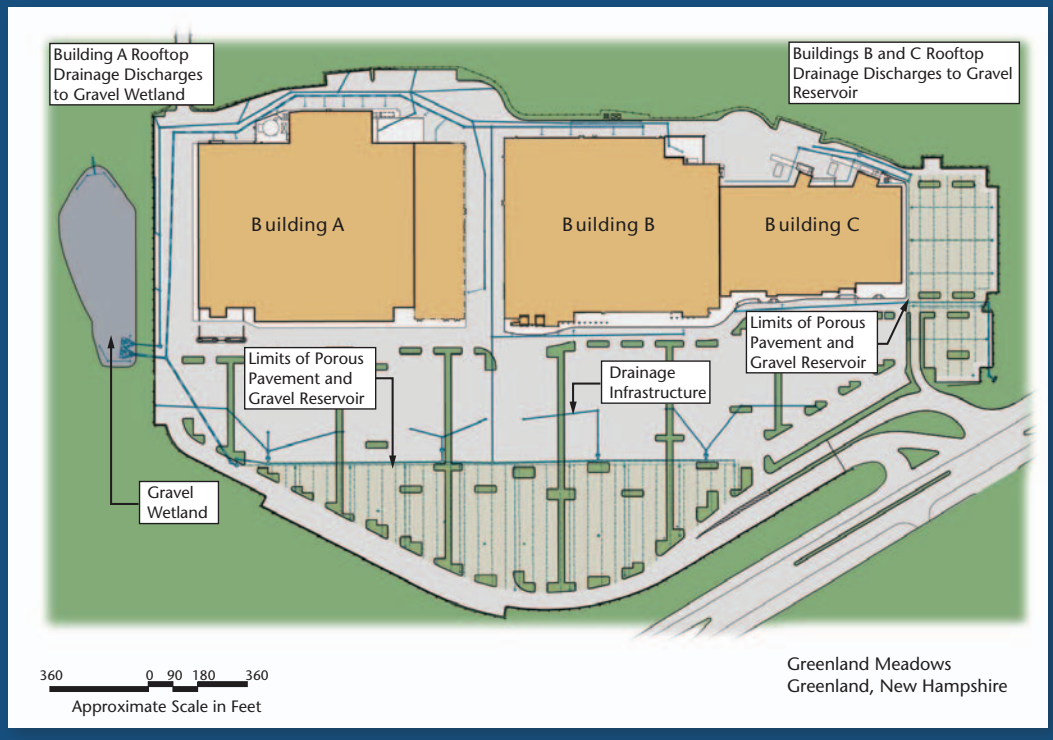 Building A Rooftop
Drainage Discharges
to Gravel Wetland
Buildings B and C Rooftop
Drainage Discharges to Gravel
Reservoir
Building A
Building B
Building C
Limits of Porous
Pavement and
Gravel Reservoir
Limits of Porous
Pavement and
Gravel Reservoir
Drainage
Infrastructure
Gravel
Wetland
360 0 90 180 360
Approximate Scale in Feet
Greenland Meadows
Greenland, New Hampshire